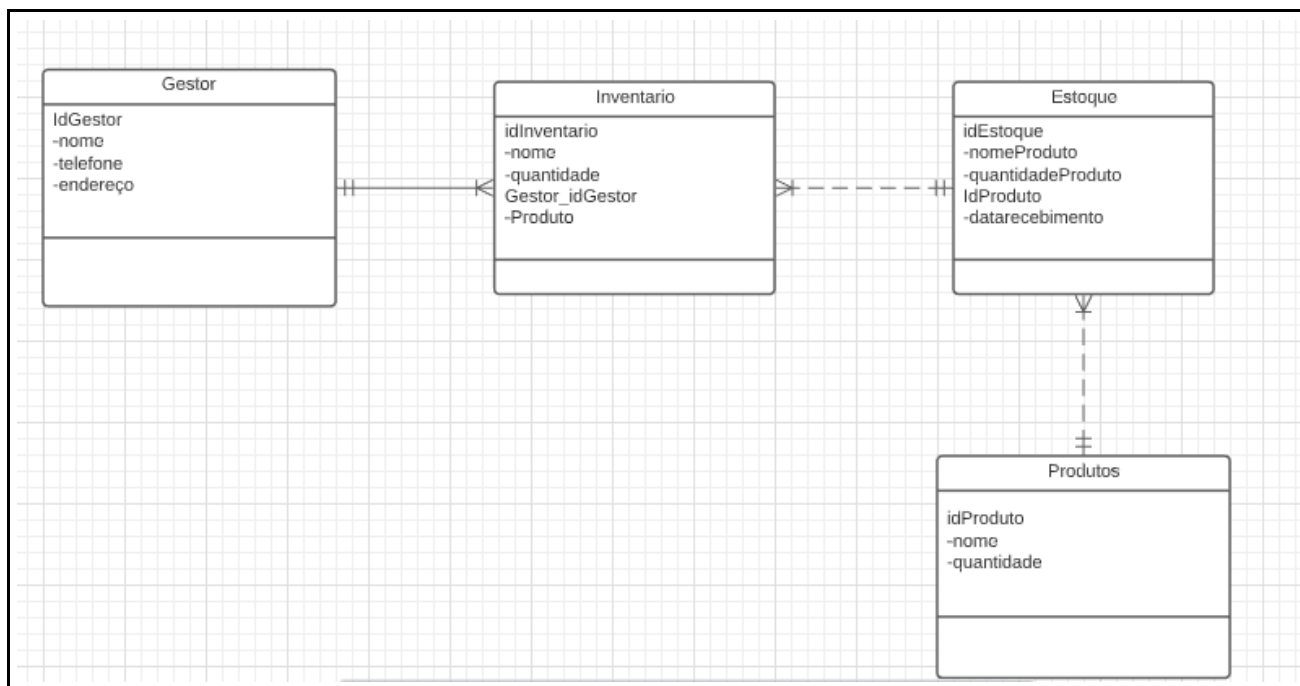 Gestor
IdGestor
-nome
-telefone
-endereço
Inventario
idInventario
-nome
-quantidade
Gestor_idGestor
-Produto
Estoque
idEstoque
-nomeProduto
-quantidadeProduto
IdProduto
-datarecebimento
Produtos
idProduto
-nome
-quantidade